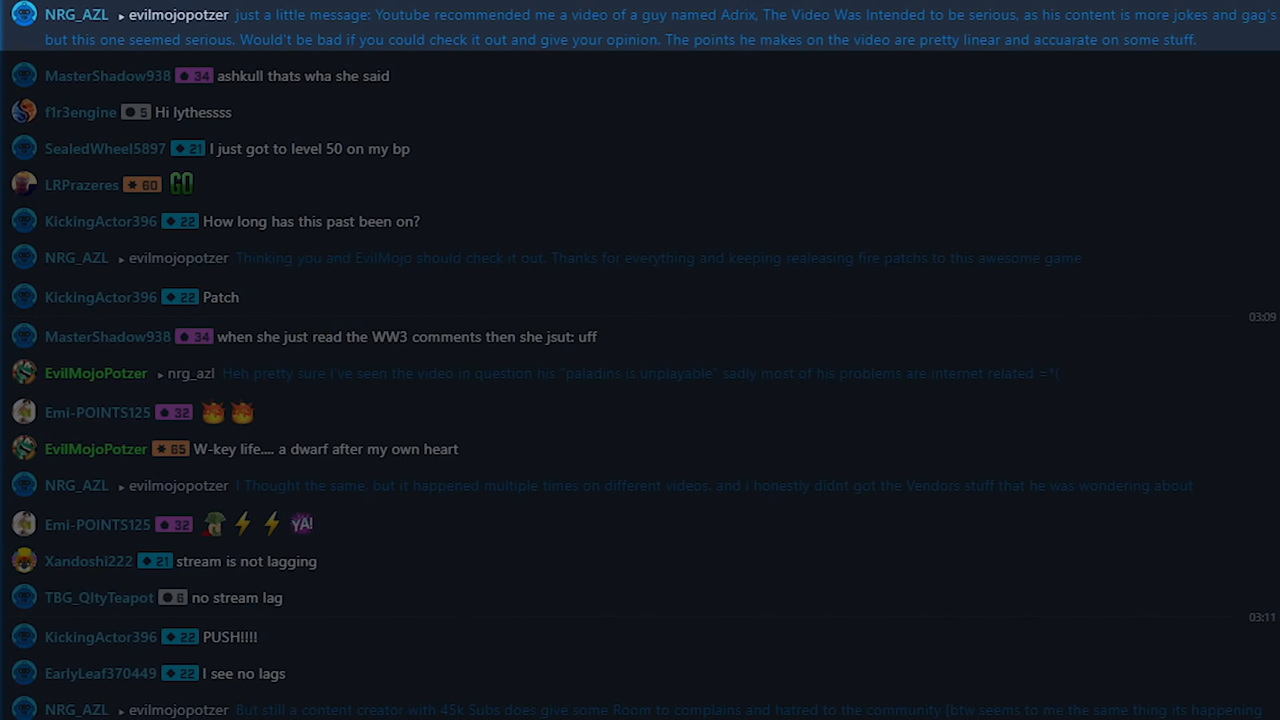 NRG_AZL ▸ evilmojopotzer just a little message: Youtube recommended me a video of a guy named Adrix, The Video Was Intended to be serious, as his content is more jokes and gag's
but this one seemed serious. Would't be bad if you could check it out and give your opinion. The points he makes on the video are pretty linear and accuarate on some stuff.
MasterShadow938 34 ashkull thats wha she said
f1r3engine 5 Hi lythessss
SealedWheel5897 21 I just got to level 50 on my bp
LRPrazeres 60 GO
KickingActor396 22 How long has this past been on?
NRG_AZL ▸ evilmojopotzer Thinking you and EvilMojo should check it out. Thanks for everything and keeping realeasing fire patchs to this awesome game
KickingActor396 22 Patch
03:09
MasterShadow938 34 when she just read the WW3 comments then she jsut: uff
EvilMojoPotzer ▸ nrg_azl Heh pretty sure i've seen the video in question his "paladins is unplayable" sadly most of his problems are internet related =*(
Emi-POINTS125 32
EvilMojoPotzer 65 W-key life.... a dwarf after my own heart
NRG_AZL ▸ evilmojopotzer I Thought the same, but it happened multiple times on different videos, and i honestly didnt got the Vendors stuff that he was wondering about
Emi-POINTS125 32 YA!
Xandoshi222 21 stream is not lagging
TBG_QltyTeapot 6 no stream lag
03:11
KickingActor396 22 PUSH!!!!
EarlyLeaf370449 22 I see no lags
NRG_AZL ▸ evilmojopotzer But still a content creator with 45k Subs does give some Room to complains and hatred to the community (btw seems to me the same thing its happening